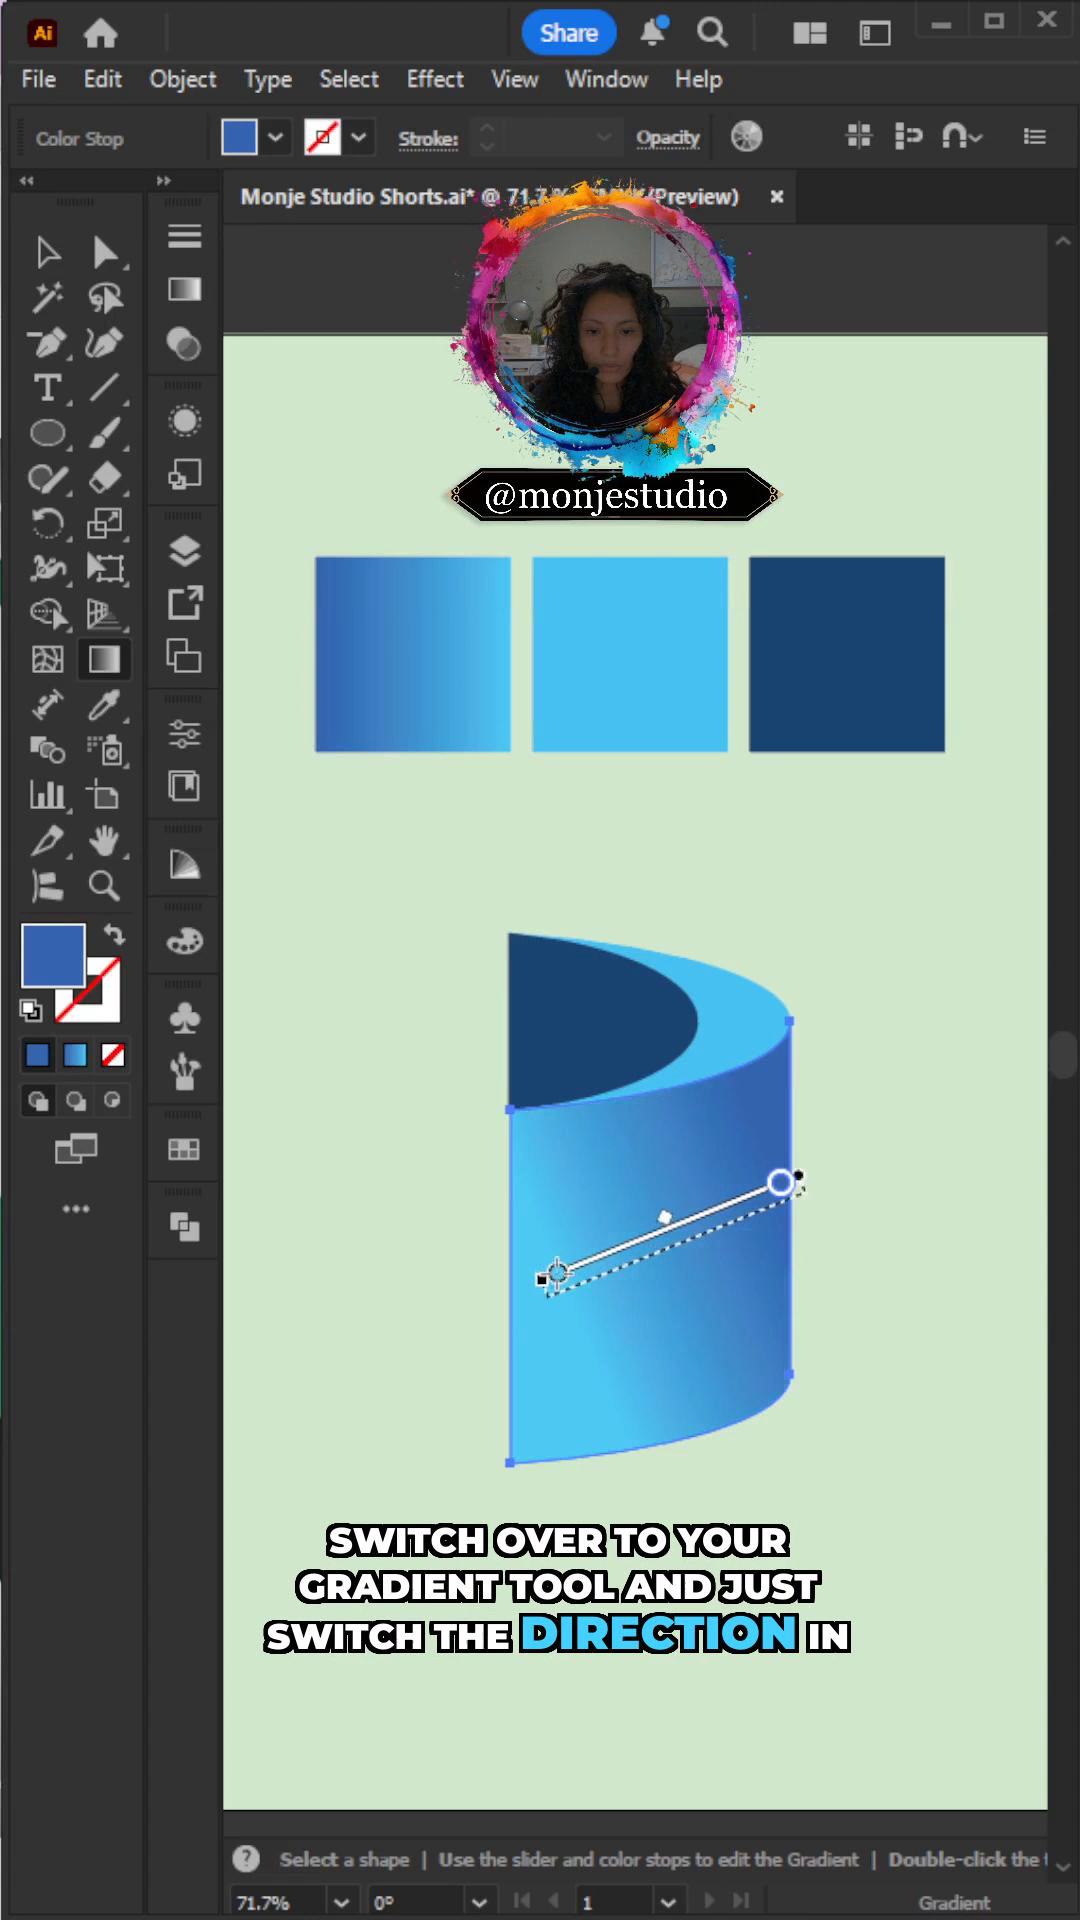 Ai
Share
File Edit Object Type Select Effect View Window Help
Color Stop
Stroke:
Opacity
Monje Studio Shorts.ai* @ 71.7 % (Preview)
@monjestudio
SWITCH OVER TO YOUR
GRADIENT TOOL AND JUST
SWITCH THE DIRECTION IN
Select a shape | Use the slider and color stops to edit the Gradient | Double-click the
71.7% 0° 1 Gradient